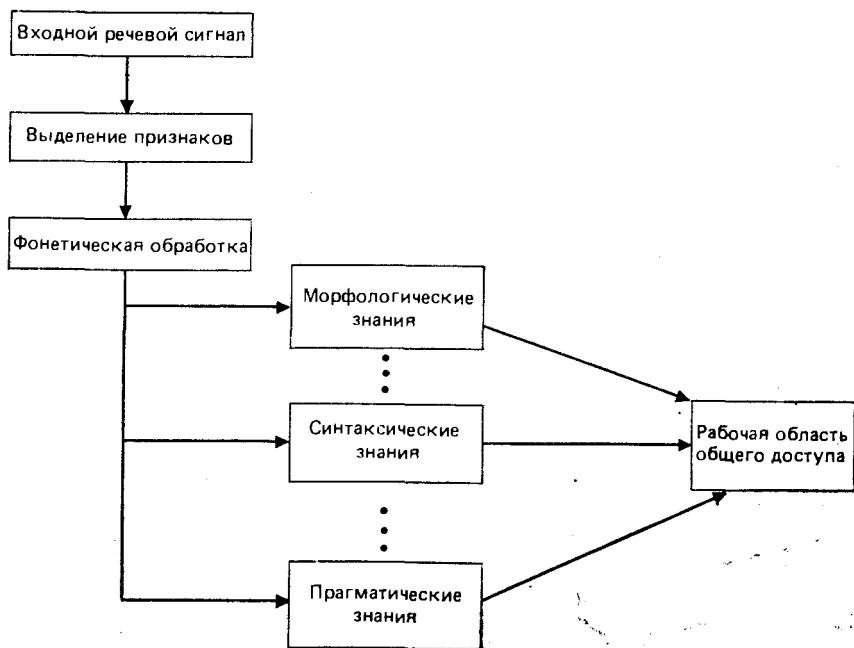 Входной речевой сигнал
Выделение признаков
Фонетическая обработка
Морфологические
знания
Синтаксические
знания
Прагматические
знания
Рабочая область
общего доступа